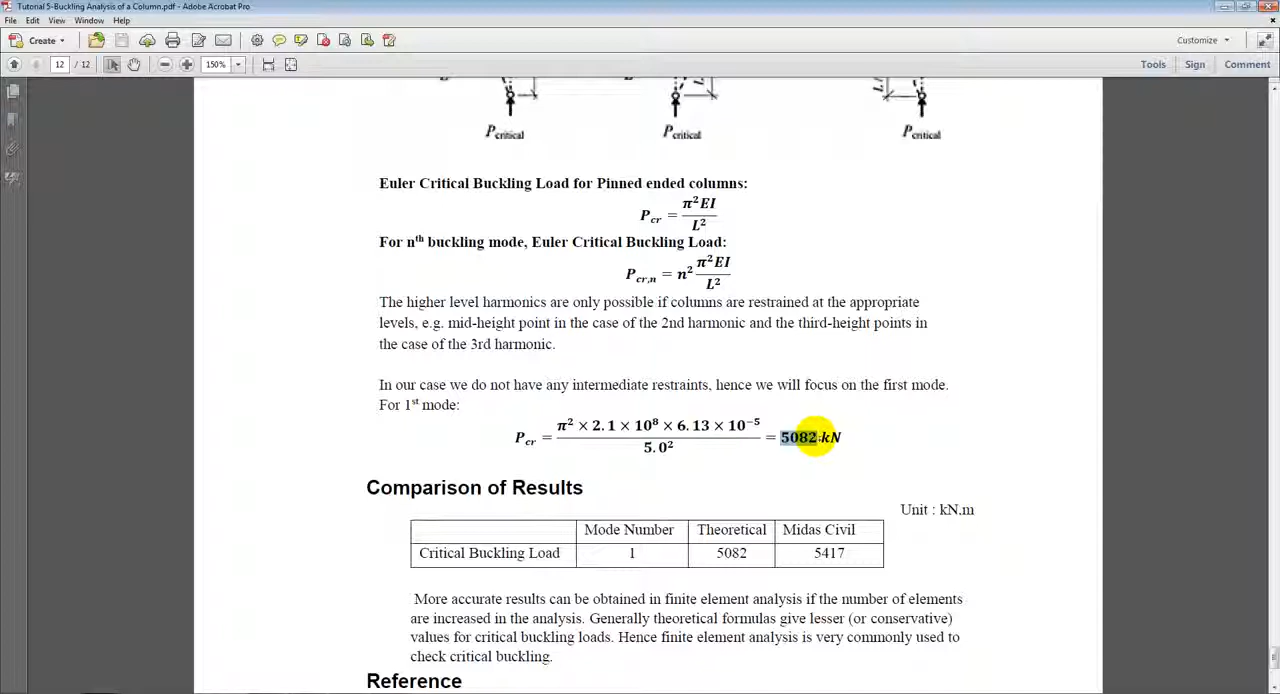 Tutorial 5-Buckling Analysis of a Column.pdf - Adobe Acrobat Pro
File Edit View Window Help
Create
Customize
12 / 12
150%
Tools Sign Comment
P critical P critical P critical
Euler Critical Buckling Load for Pinned ended columns:
P_cr = π²EI / L²
For nᵗʰ buckling mode, Euler Critical Buckling Load:
P_cr,n = n² π²EI / L²
The higher level harmonics are only possible if columns are restrained at the appropriate
levels, e.g. mid-height point in the case of the 2nd harmonic and the third-height points in
the case of the 3rd harmonic.
In our case we do not have any intermediate restraints, hence we will focus on the first mode.
For 1ˢᵗ mode:
P_cr = π² × 2.1 × 10⁸ × 6.13 × 10⁻⁵ / 5.0² = 5082 kN
Comparison of Results
Unit : kN.m
Mode Number Theoretical Midas Civil
Critical Buckling Load 1 5082 5417
More accurate results can be obtained in finite element analysis if the number of elements
are increased in the analysis. Generally theoretical formulas give lesser (or conservative)
values for critical buckling loads. Hence finite element analysis is very commonly used to
check critical buckling.
Reference